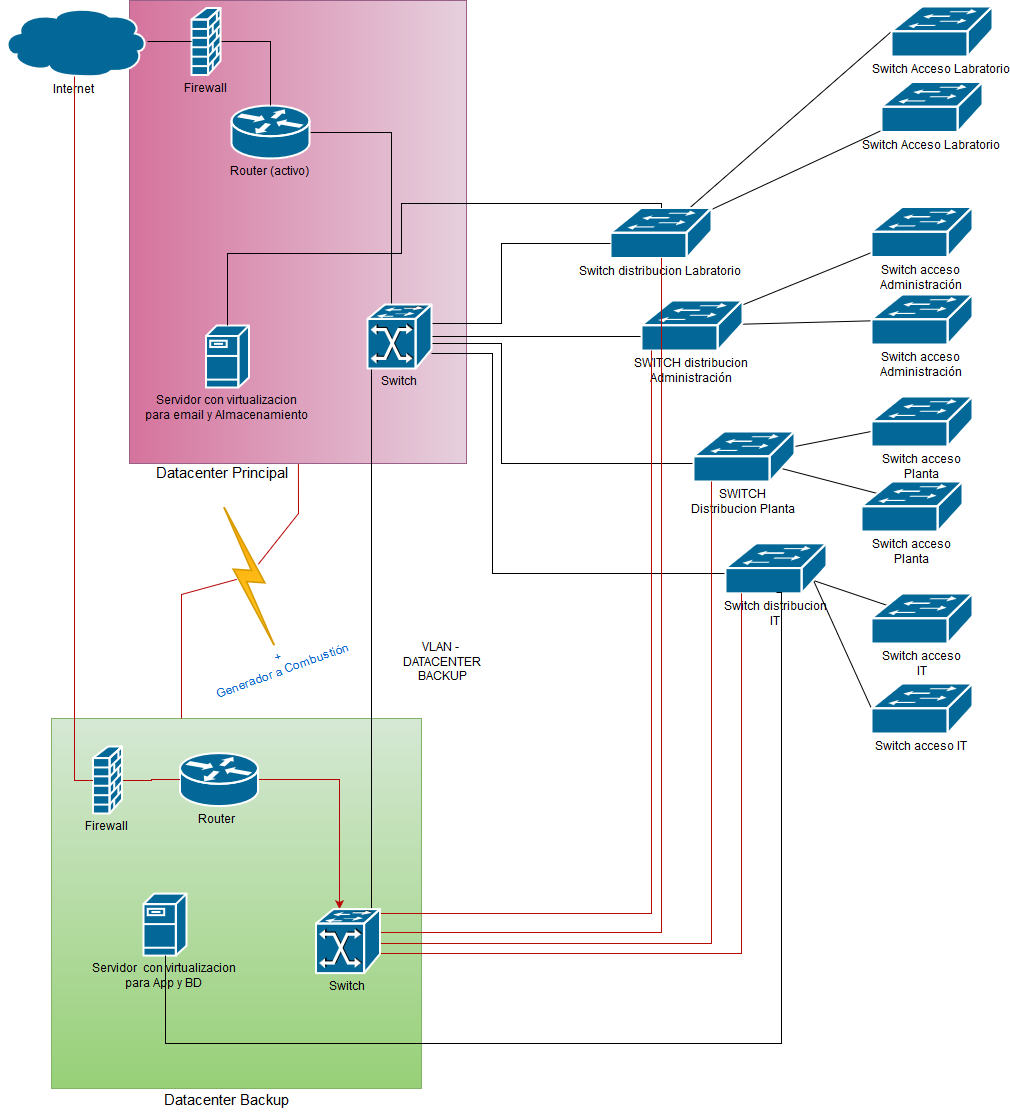 Internet
Firewall
Router (activo)
Switch
Servidor con virtualizacion
para email y Almacenamiento
Datacenter Principal
Switch Acceso Labratorio
Switch Acceso Labratorio
Switch distribucion Labratorio
Switch acceso
Administración
SWITCH distribucion
Administración
Switch acceso
Administración
Switch acceso
Planta
SWITCH
Distribucion Planta
Switch acceso
Planta
Switch distribucion
IT
Switch acceso
IT
Switch acceso IT
+
Generador a Combustión
VLAN -
DATACENTER
BACKUP
Firewall
Router
Servidor con virtualizacion
para App y BD
Switch
Datacenter Backup